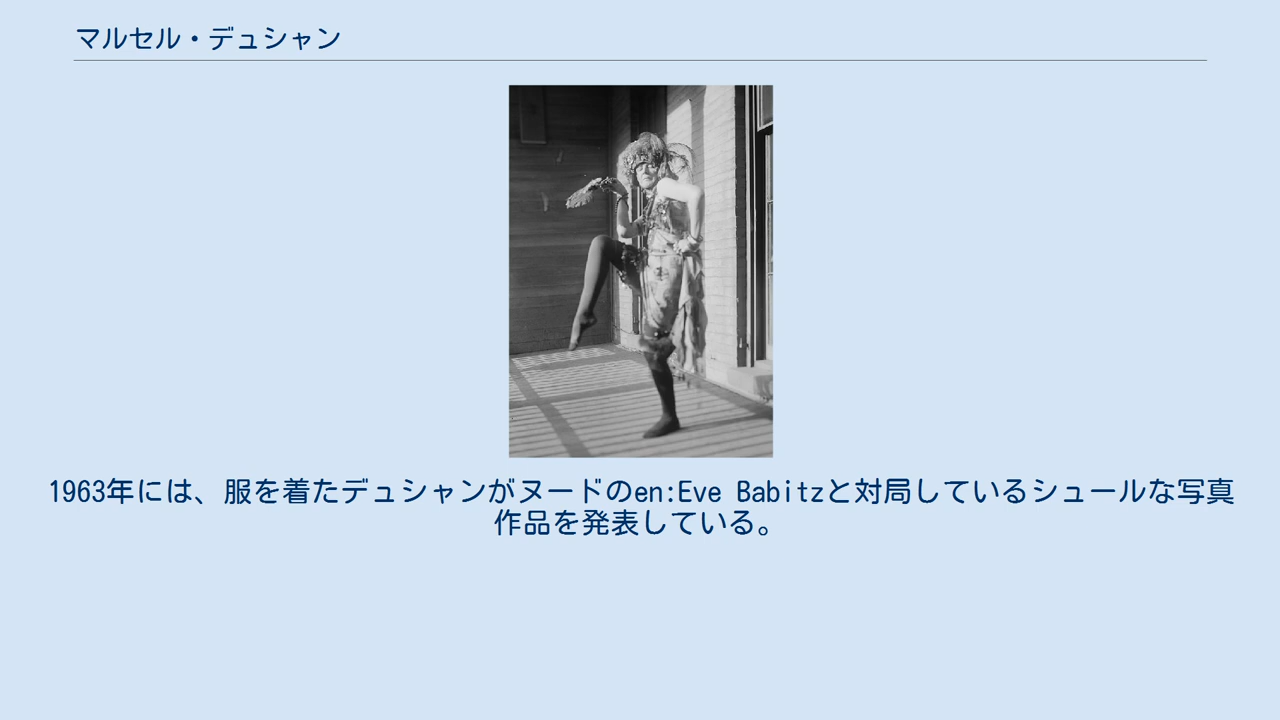 マルセル・デュシャン
1963年には、服を着たデュシャンがヌードのen:Eve Babitzと対局しているシュールな写真
作品を発表している。